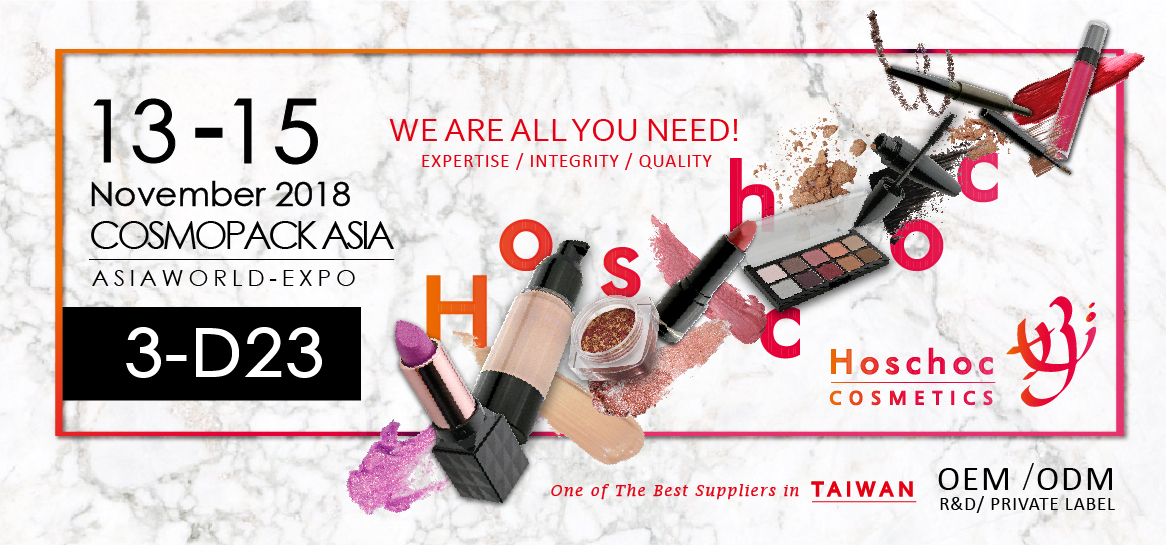 13-15
November 2018
COSMOPACK ASIA
ASIAWORLD-EXPO
3-D23
WE ARE ALL YOU NEED!
EXPERTISE / INTEGRITY / QUALITY
Hoschcoc
Hoschoc
COSMETICS
One of The Best Suppliers in TAIWAN
OEM /ODM
R&D/ PRIVATE LABEL